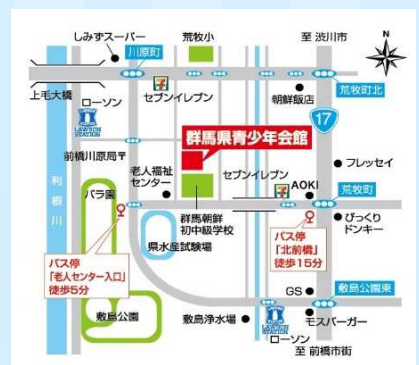 しみずスーパー
川原町
荒牧小
至 渋川市
N
上毛大橋
セブンイレブン
朝鮮飯店
荒牧町北
ローソン
LAWSON
STATION
17
群馬県青少年会館
前橋川原局〒
老人福祉
センター
セブンイレブン
フレッセイ
AOKI
荒牧町
利根川
バラ園
群馬朝鮮
初中級学校
びっくり
ドンキー
県水産試験場
バス停
「老人センター入口」
徒歩5分
バス停
「北前橋」
徒歩15分
GS
敷島公園東
敷島公園
敷島浄水場
LAWSON
STATION
ローソン
モスバーガー
至 前橋市街